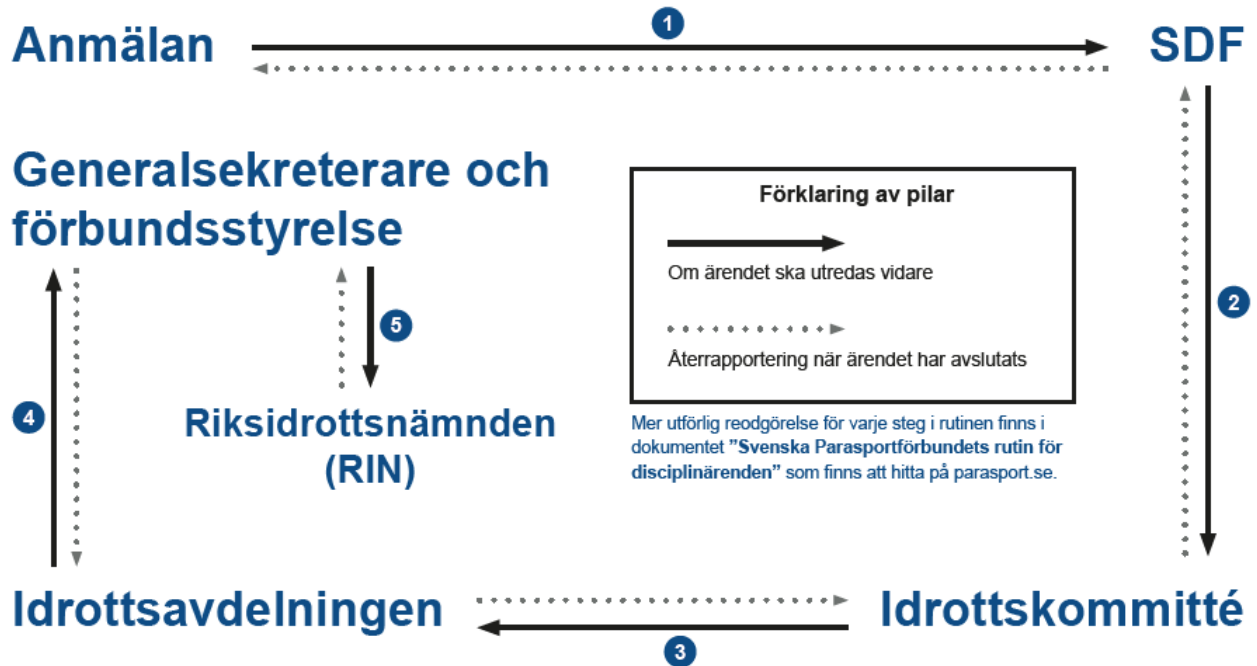 1
Anmälan
SDF
Generalsekreterare och
förbundsstyrelse
Förklaring av pilar
Om ärendet ska utredas vidare
Återrapportering när ärendet har avslutats
2
5
4
Riksidrottsnämnden
(RIN)
Mer utförlig reodgörelse för varje steg i rutinen finns i
dokumentet ”Svenska Parasportförbundets rutin för
disciplinärenden” som finns att hitta på parasport.se.
Idrottsavdelningen
Idrottskommitté
3